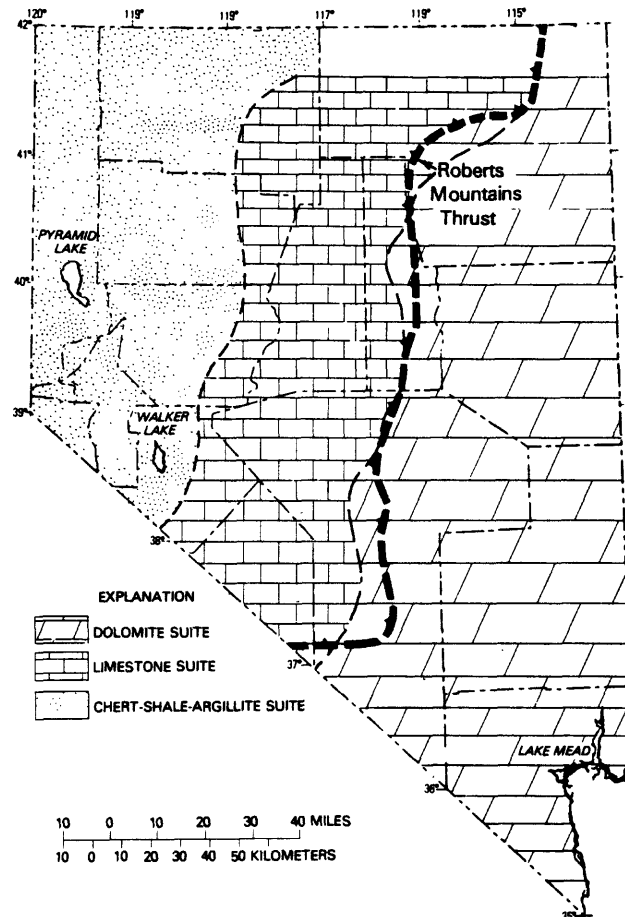 120° 119° 118° 117° 119° 115°
42°
41°
Roberts
Mountains
Thrust
PYRAMID
LAKE
40°
39°
WALKER
LAKE
38°
EXPLANATION
DOLOMITE SUITE
LIMESTONE SUITE
CHERT-SHALE-ARGILLITE SUITE
37°
LAKE MEAD
36°
10 0 10 20 30 40 MILES
10 0 10 20 30 40 50 KILOMETERS
35°